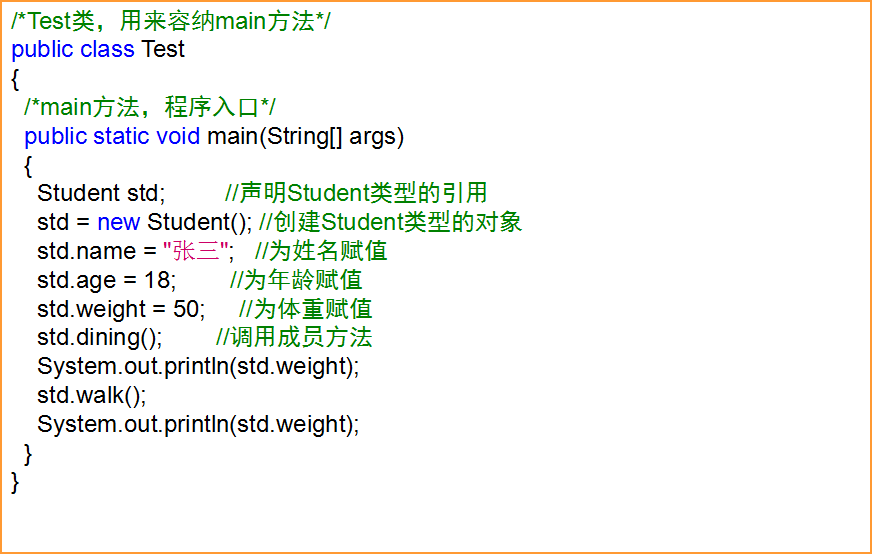 /*Test类，用来容纳main方法*/
public class Test
{
/*main方法，程序入口*/
public static void main(String[] args)
{
Student std; //声明Student类型的引用
std = new Student(); //创建Student类型的对象
std.name = "张三"; //为姓名赋值
std.age = 18; //为年龄赋值
std.weight = 50; //为体重赋值
std.dining(); //调用成员方法
System.out.println(std.weight);
std.walk();
System.out.println(std.weight);
}
}